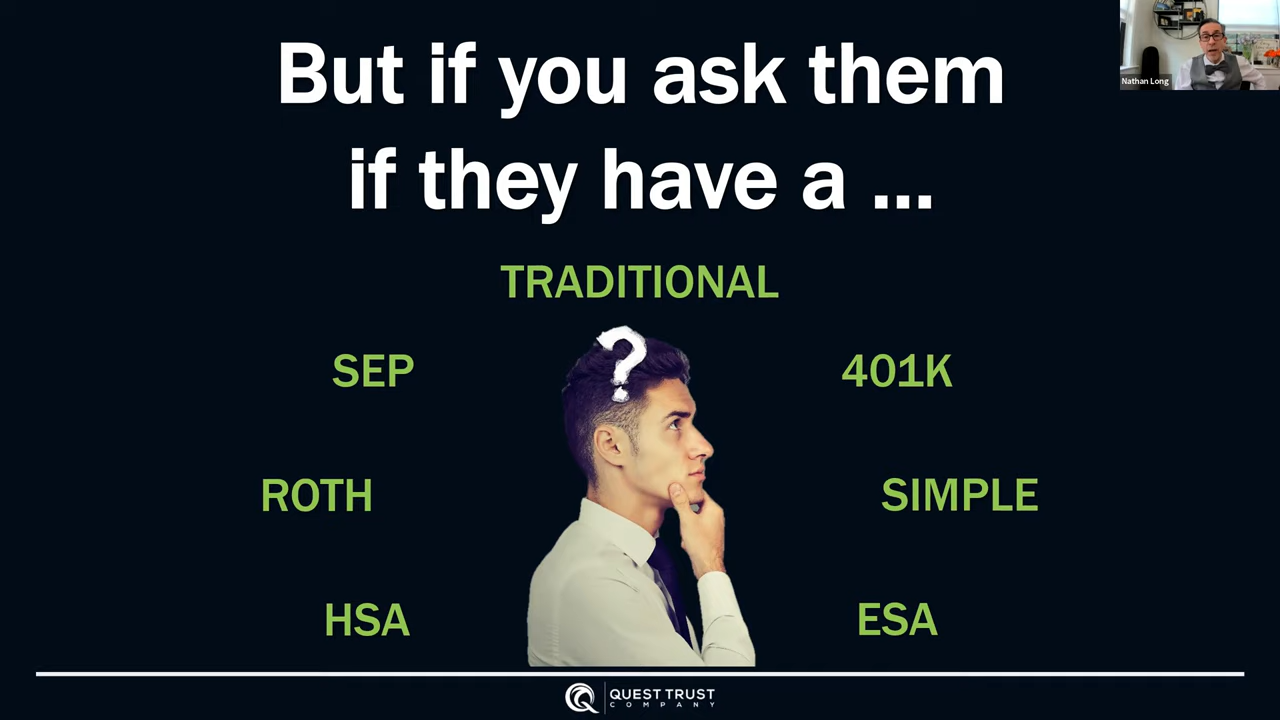 But if you ask them
if they have a ...
Nathan Long
TRADITIONAL
SEP
401K
ROTH
SIMPLE
HSA
ESA
?
QUEST TRUST
COMPANY